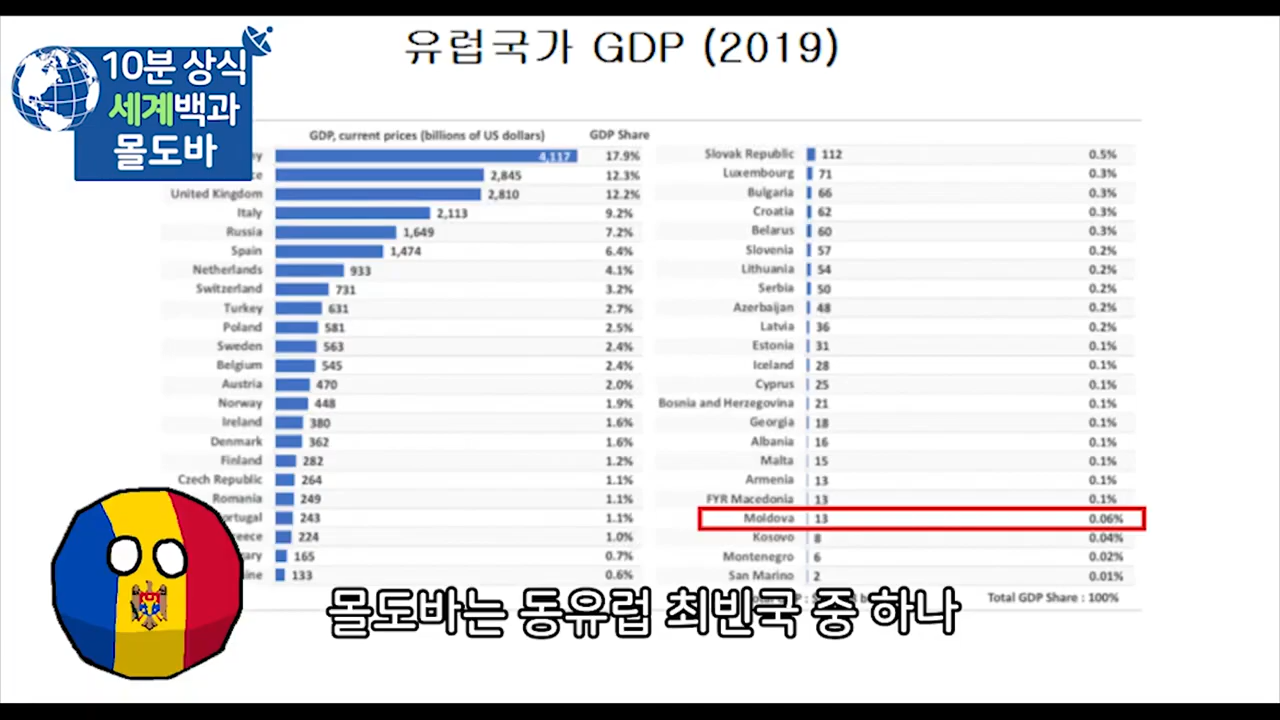 유럽국가 GDP (2019)
10분 상식
세계백과
몰도바
GDP, current prices (billions of US dollars) GDP Share
4,117 17.9%
2,845 12.3%
United Kingdom 2,810 12.2%
Italy 2,113 9.2%
Russia 1,649 7.2%
Spain 1,474 6.4%
Netherlands 933 4.1%
Switzerland 731 3.2%
Turkey 631 2.7%
Poland 581 2.5%
Sweden 563 2.4%
Belgium 545 2.4%
Austria 470 2.0%
Norway 448 1.9%
Ireland 380 1.6%
Denmark 362 1.6%
Finland 282 1.2%
Czech Republic 264 1.1%
Romania 249 1.1%
ortugal 243 1.1%
eece 224 1.0%
ary 165 0.7%
ine 133 0.6%
Slovak Republic 112 0.5%
Luxembourg 71 0.3%
Bulgaria 66 0.3%
Croatia 62 0.3%
Belarus 60 0.3%
Slovenia 57 0.2%
Lithuania 54 0.2%
Serbia 50 0.2%
Azerbaijan 48 0.2%
Latvia 36 0.2%
Estonia 31 0.1%
Iceland 28 0.1%
Cyprus 25 0.1%
Bosnia and Herzegovina 21 0.1%
Georgia 18 0.1%
Albania 16 0.1%
Malta 15 0.1%
Armenia 13 0.1%
FYR Macedonia 13 0.1%
Moldova 13 0.06%
Kosovo 8 0.04%
Montenegro 6 0.02%
San Marino 2 0.01%
Total GDP Share : 100%
몰도바는 동유럽 최빈국 중 하나